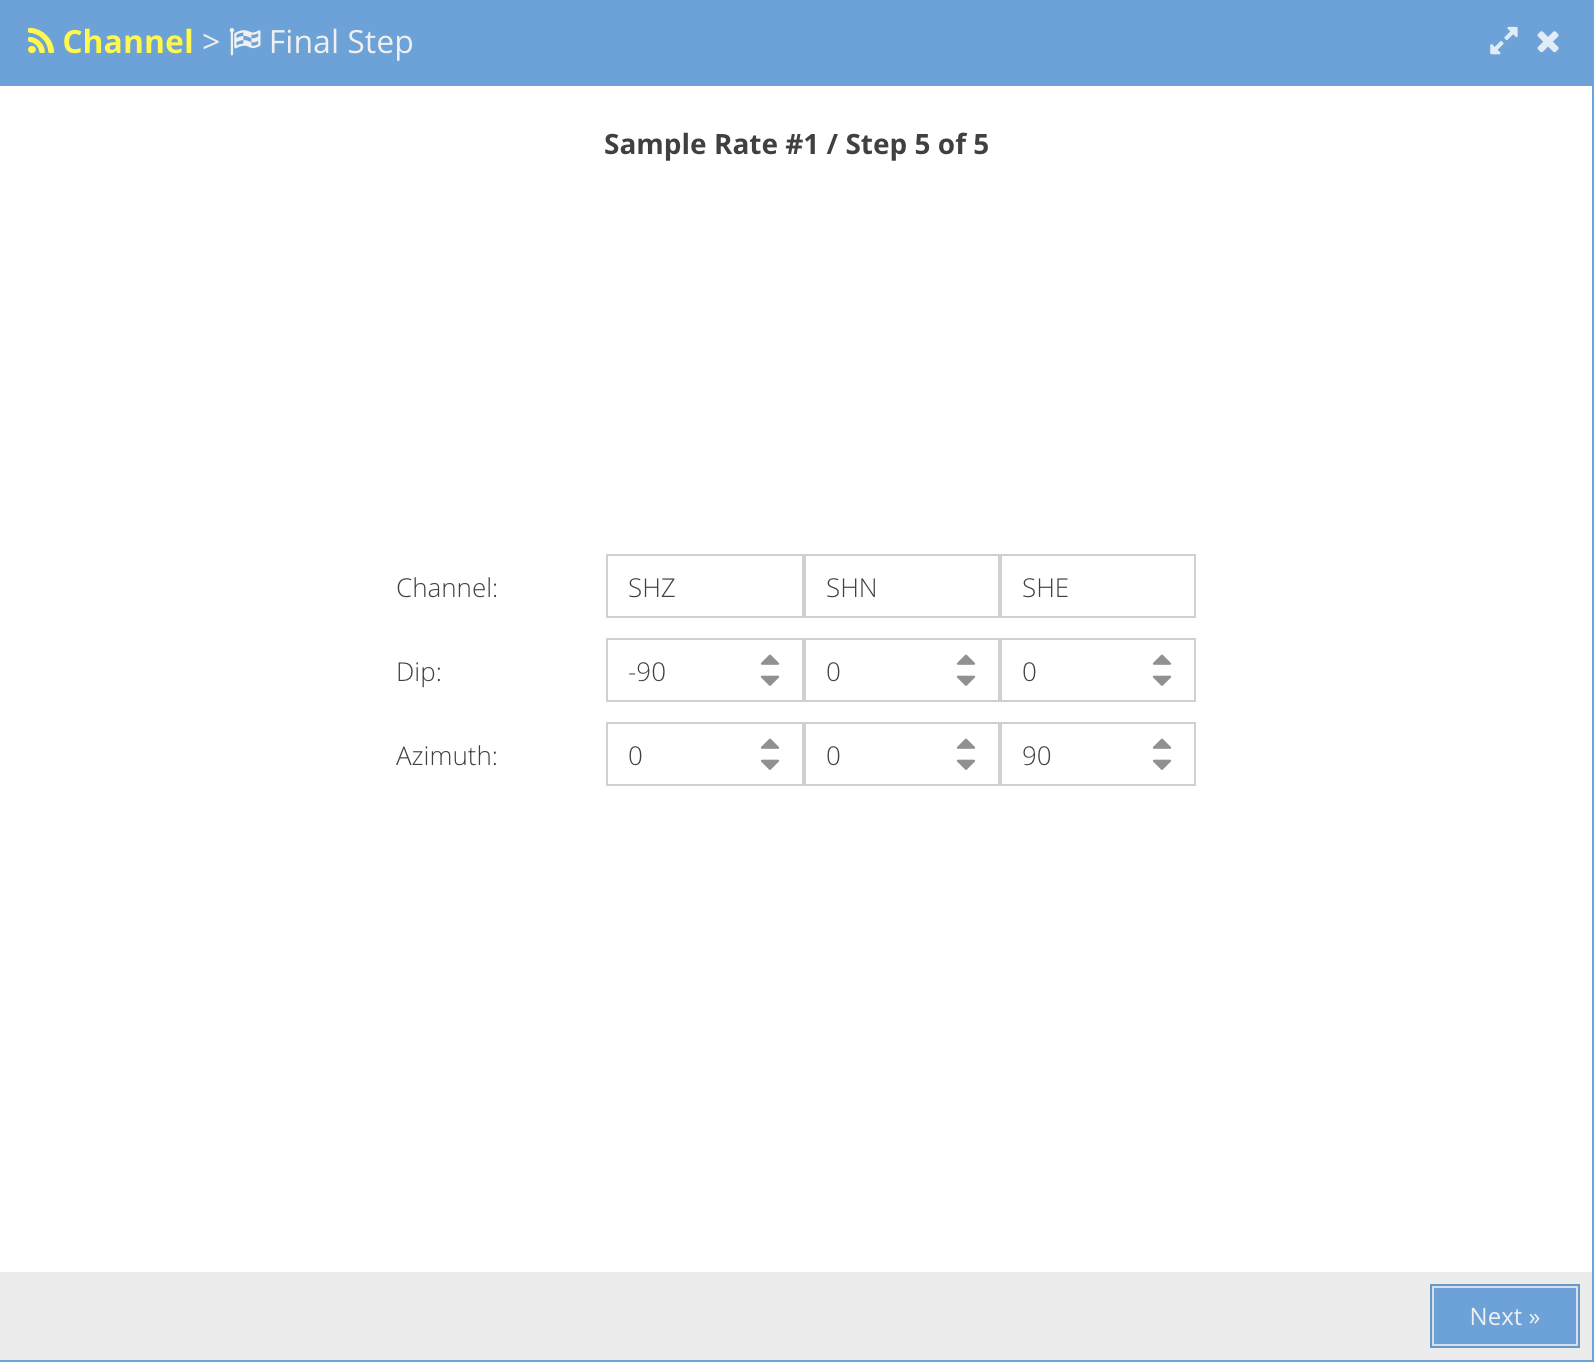 Channel > Final Step
Sample Rate #1 / Step 5 of 5
Channel: SHZ SHN SHE
Dip: -90 0 0
Azimuth: 0 0 90
Next »